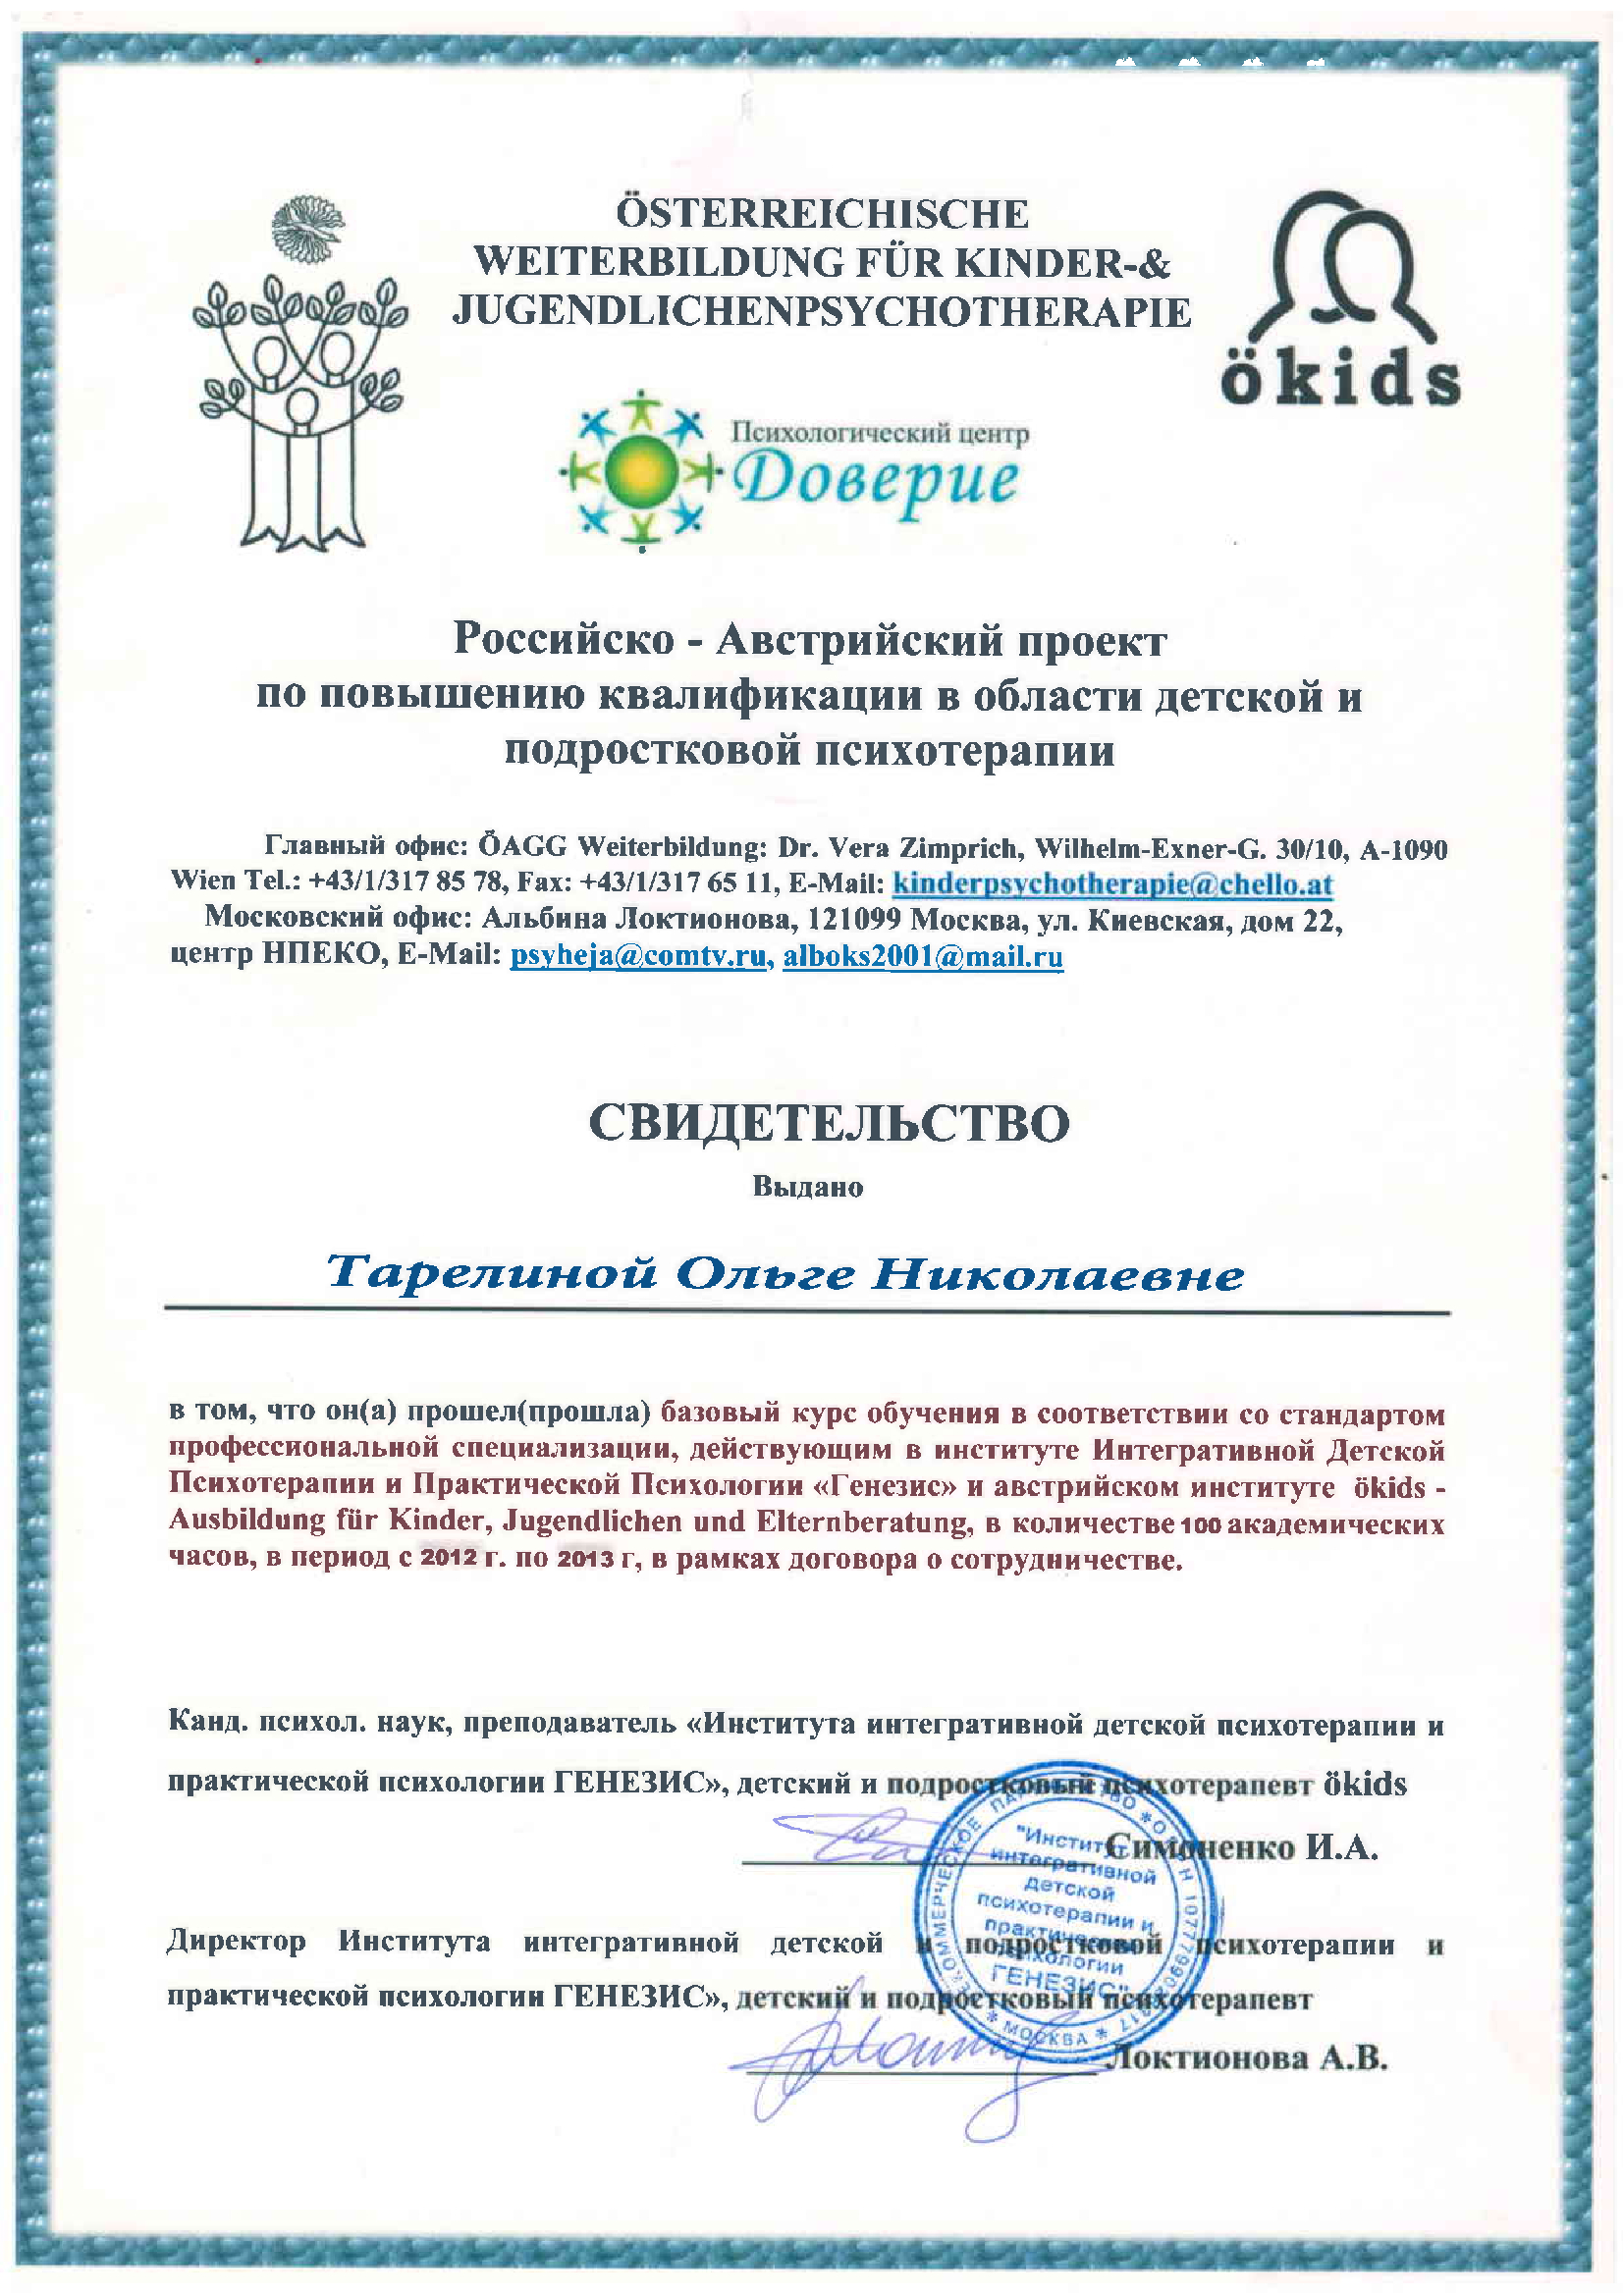 ÖSTERREICHISCHE
WEITERBILDUNG FÜR KINDER-&
JUGENDLICHENPSYCHOTHERAPIE
ökids
Психологический центр
Доверие
Российско - Австрийский проект
по повышению квалификации в области детской и
подростковой психотерапии
Главный офис: ÖAGG Weiterbildung: Dr. Vera Zimprich, Wilhelm-Exner-G. 30/10, A-1090
Wien Tel.: +43/1/317 85 78, Fax: +43/1/317 65 11, E-Mail: kinderpsychotherapie@chello.at
Московский офис: Альбина Локтионова, 121099 Москва, ул. Киевская, дом 22,
центр НПЕКО, E-Mail: psyheja@comtv.ru, alboks2001@mail.ru
СВИДЕТЕЛЬСТВО
Выдано
Тарелиной Ольге Николаевне
в том, что он(а) прошел(прошла) базовый курс обучения в соответствии со стандартом
профессиональной специализации, действующим в институте Интегративной Детской
Психотерапии и Практической Психологии «Генезис» и австрийском институте ökids -
Ausbildung für Kinder, Jugendlichen und Elternberatung, в количестве 100 академических
часов, в период с 2012 г. по 2013 г, в рамках договора о сотрудничестве.
Канд. психол. наук, преподаватель «Института интегративной детской психотерапии и
практической психологии ГЕНЕЗИС», детский и подростковый психотерапевт ökids
Симоненко И.А.
Директор Института интегративной детской и подростковой психотерапии и
практической психологии ГЕНЕЗИС», детский и подростковый психотерапевт
Локтионова А.В.
"Институт
интегративной
детской
психотерапии и
практической
психологии
ГЕНЕЗИС"
* МОСКВА *